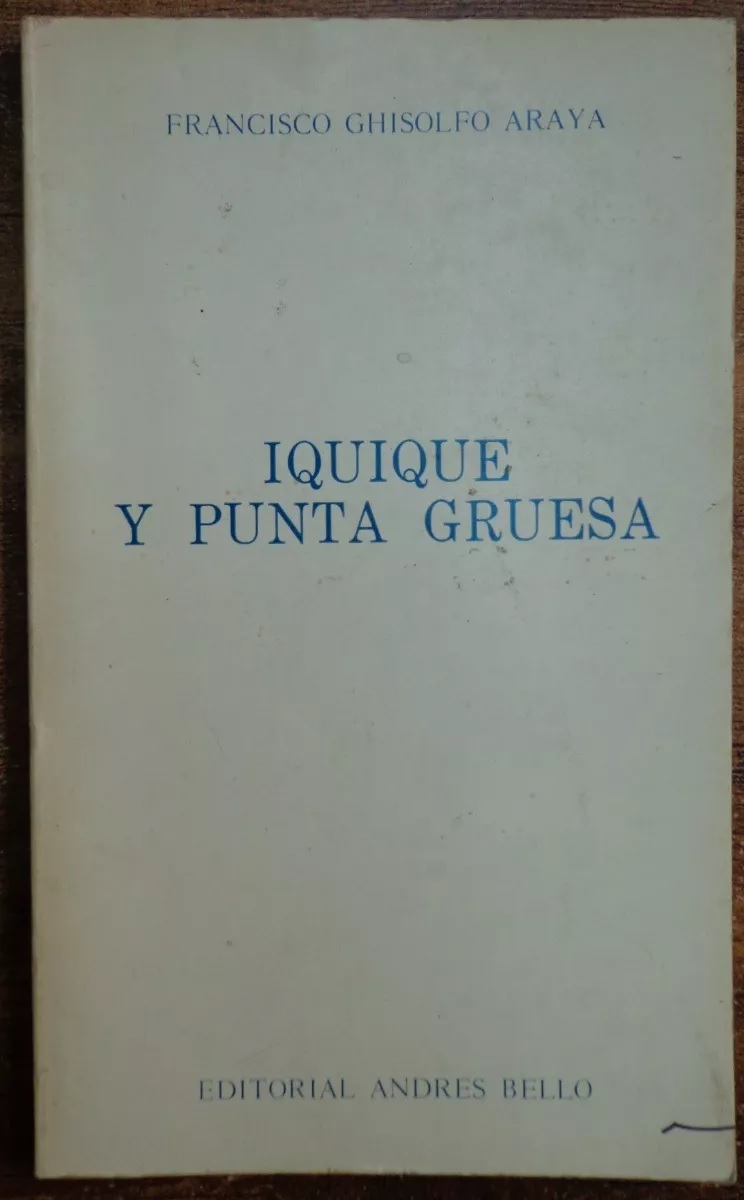 FRANCISCO GHISOLFO ARAYA
IQUIQUE
Y PUNTA GRUESA
EDITORIAL ANDRES BELLO